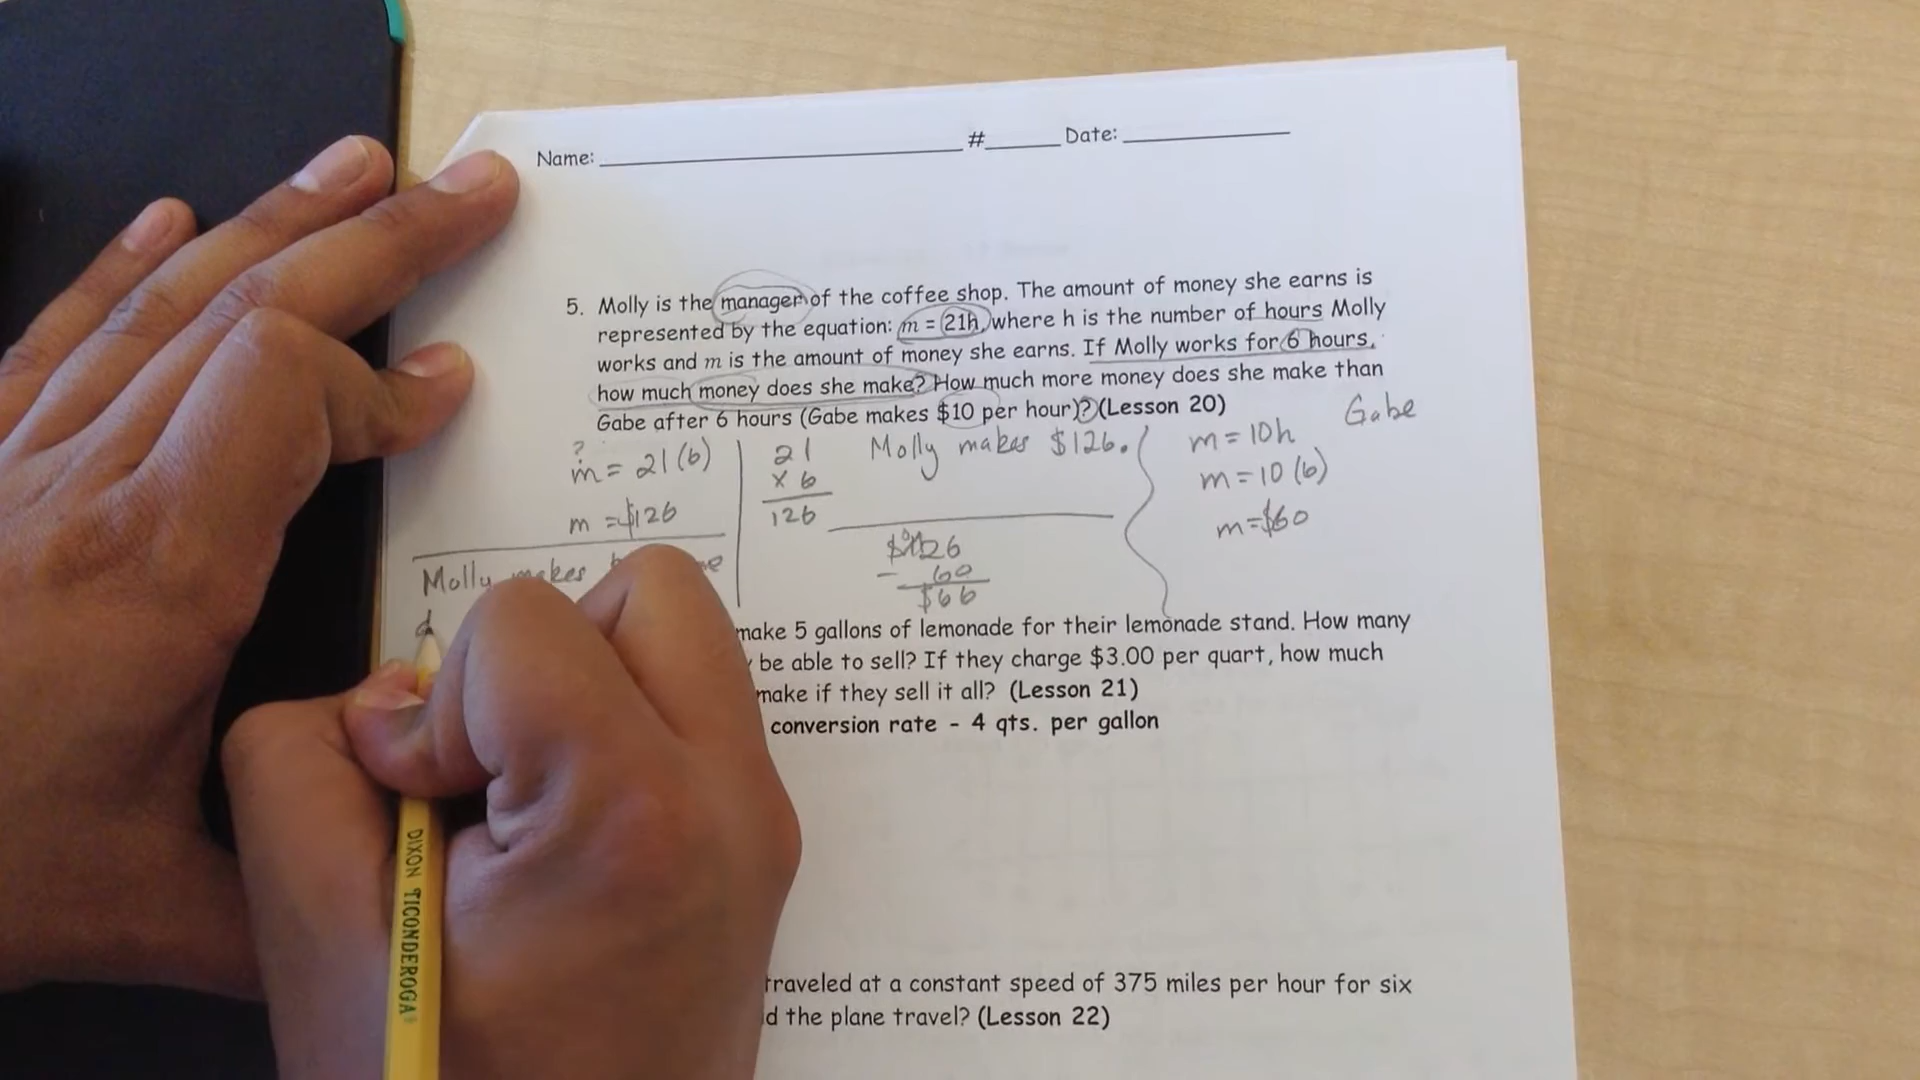 Name: # Date:
5. Molly is the manager of the coffee shop. The amount of money she earns is
represented by the equation: m = 21h, where h is the number of hours Molly
works and m is the amount of money she earns. If Molly works for 6 hours,
how much money does she make? How much more money does she make than
Gabe after 6 hours (Gabe makes $10 per hour)? (Lesson 20)
?
m = 21(6)
m = $126
21
x 6
126
Molly makes $126.
$126
- 60
$66
Gabe
m = 10h
m = 10(6)
m = $60
Molly makes
make 5 gallons of lemonade for their lemonade stand. How many
be able to sell? If they charge $3.00 per quart, how much
make if they sell it all? (Lesson 21)
conversion rate - 4 qts. per gallon
traveled at a constant speed of 375 miles per hour for six
the plane travel? (Lesson 22)
DIXON TICONDEROGA®